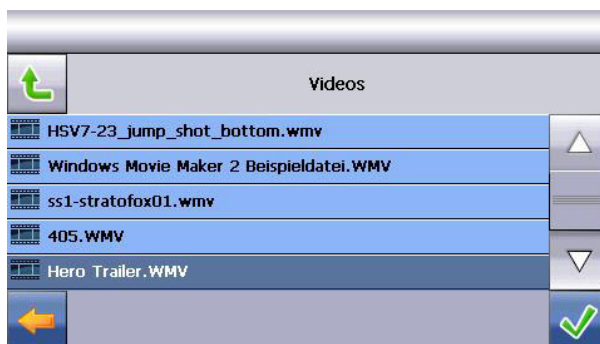 Videos
HSV7-23_jump_shot_bottom.wmv
Windows Movie Maker 2 Beispieldatei.WMV
ss1-stratofox01.wmv
405.WMV
Hero Trailer.WMV